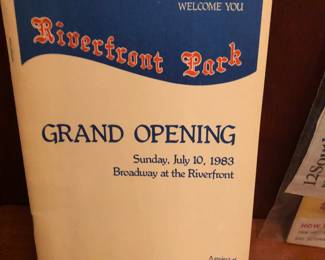 WELCOME YOU
Riverfront Park
GRAND OPENING
Sunday, July 10, 1983
Broadway at the Riverfront